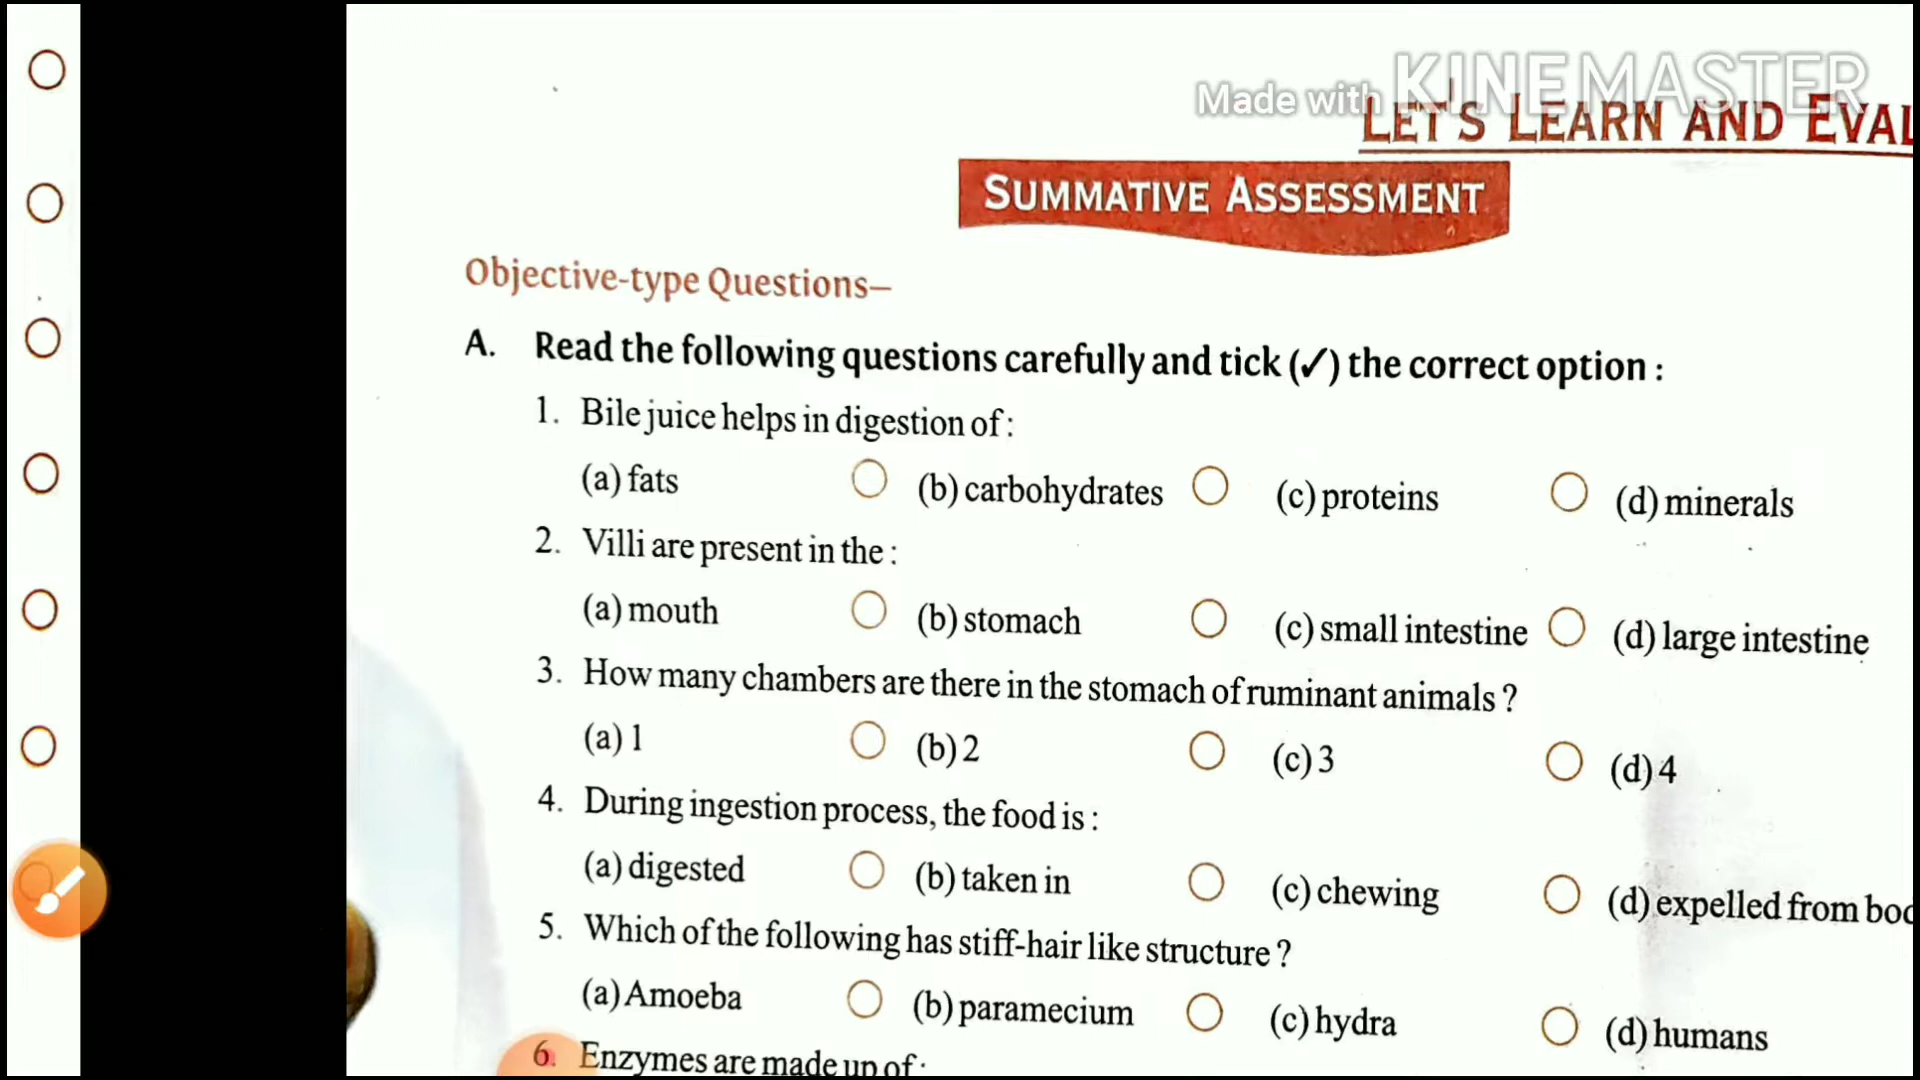 Made with KINEMASTER
LET'S LEARN AND EVAL
SUMMATIVE ASSESSMENT
Objective-type Questions–
A. Read the following questions carefully and tick (✓) the correct option :
1. Bile juice helps in digestion of :
(a) fats (b) carbohydrates (c) proteins (d) minerals
2. Villi are present in the :
(a) mouth (b) stomach (c) small intestine (d) large intestine
3. How many chambers are there in the stomach of ruminant animals ?
(a) 1 (b) 2 (c) 3 (d) 4
4. During ingestion process, the food is :
(a) digested (b) taken in (c) chewing (d) expelled from bod
5. Which of the following has stiff-hair like structure ?
(a) Amoeba (b) paramecium (c) hydra (d) humans
6. Enzymes are made up of :